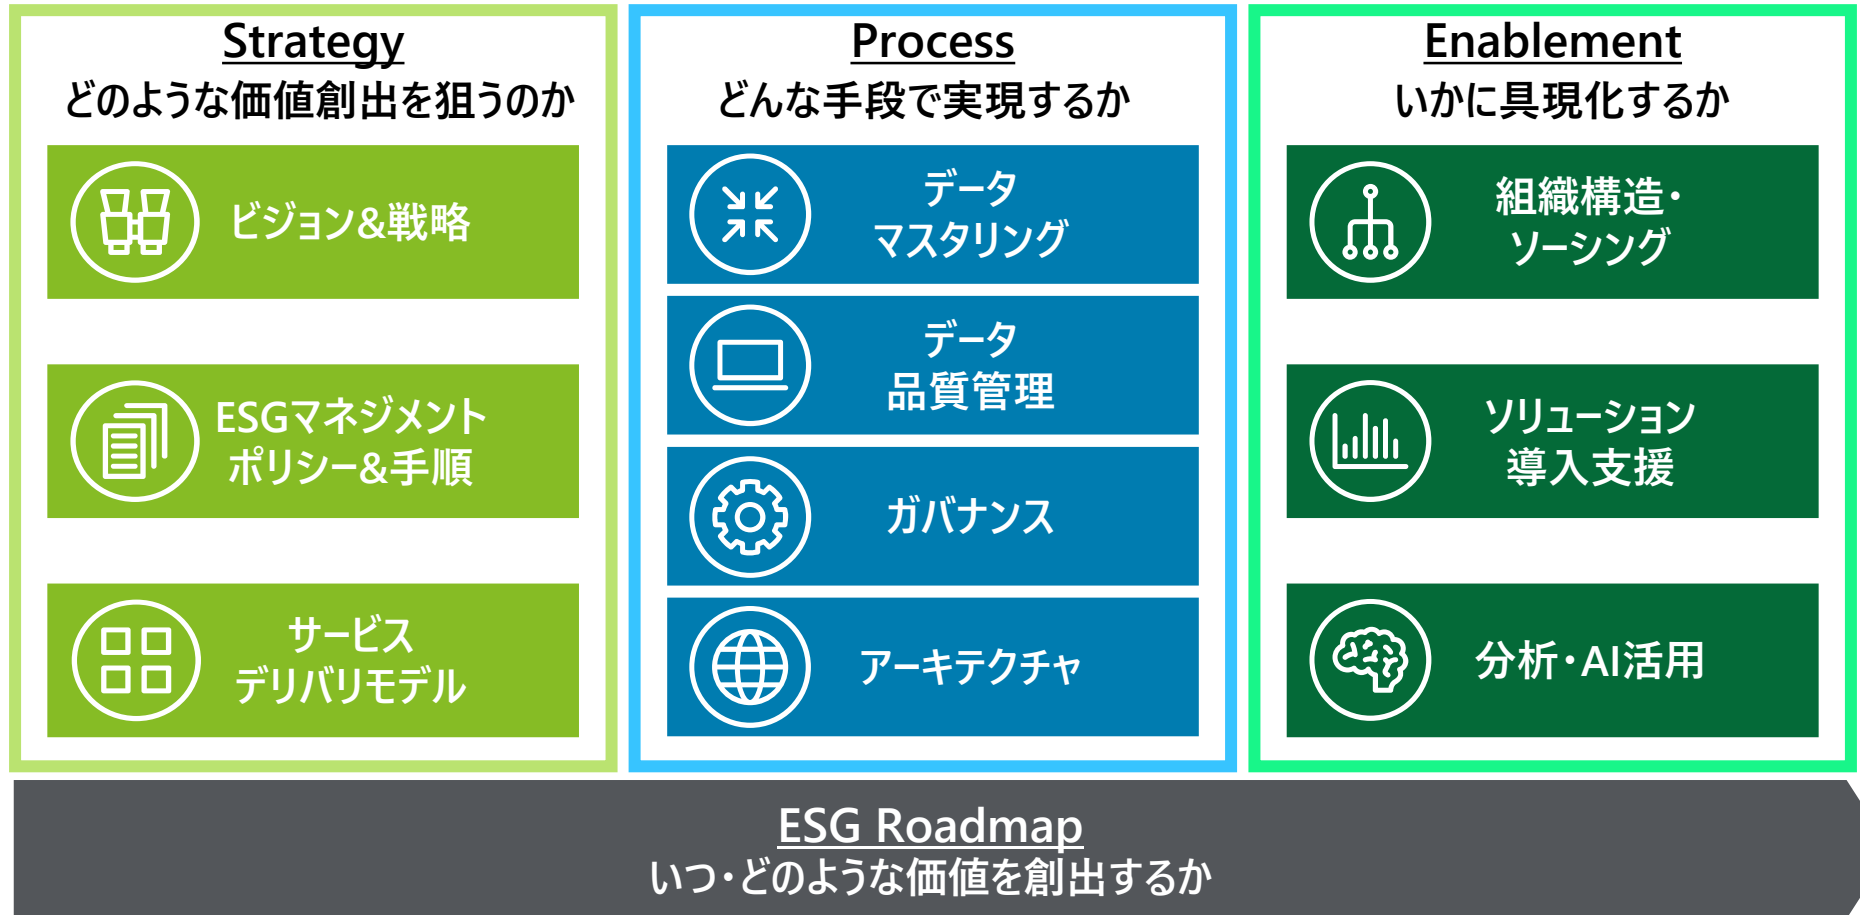 Strategy
どのような価値創出を狙うのか
ビジョン&戦略
ESGマネジメント
ポリシー&手順
サービス
デリバリモデル
Process
どんな手段で実現するか
データ
マスタリング
データ
品質管理
ガバナンス
アーキテクチャ
Enablement
いかに具現化するか
組織構造・
ソーシング
ソリューション
導入支援
分析・AI活用
ESG Roadmap
いつ・どのような価値を創出するか